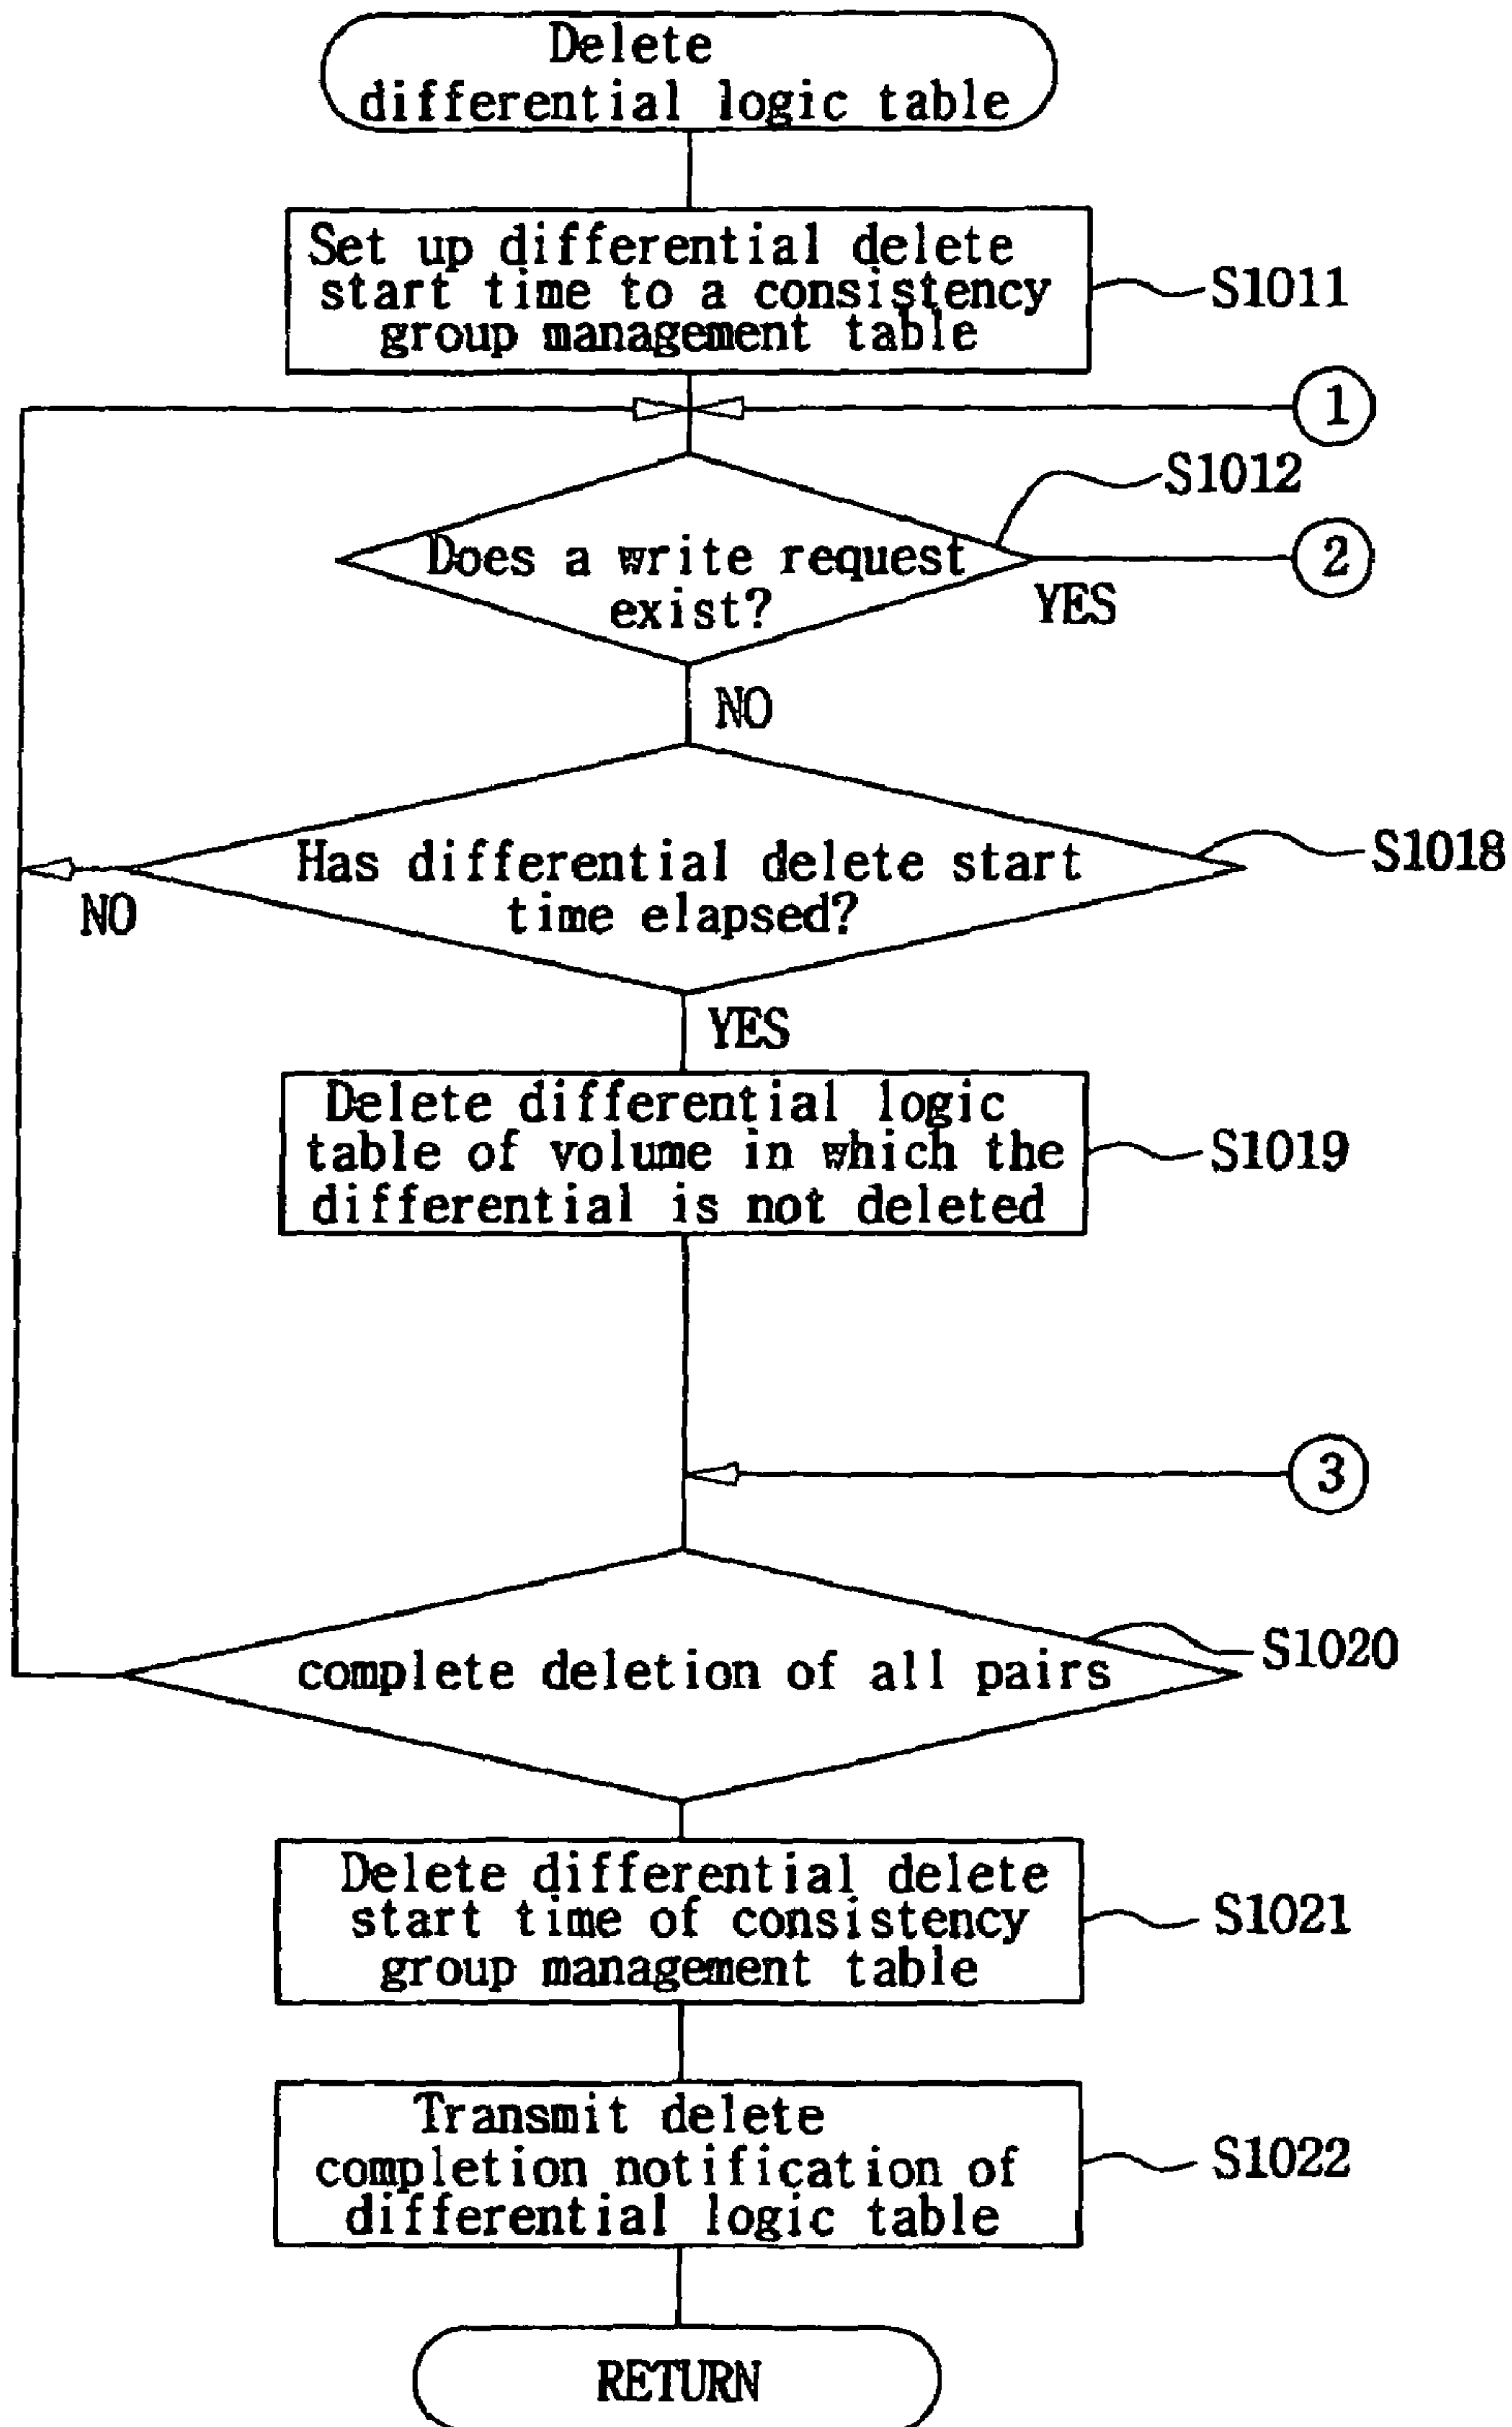 Delete
differential logic table
Set up differential delete
start time to a consistency
group management table
S1011
1
S1012
Does a write request
exist?
2
YES
NO
Has differential delete start
time elapsed?
S1018
NO
YES
Delete differential logic
table of volume in which the
differential is not deleted
S1019
3
complete deletion of all pairs
S1020
Delete differential delete
start time of consistency
group management table
S1021
Transmit delete
completion notification of
differential logic table
S1022
RETURN